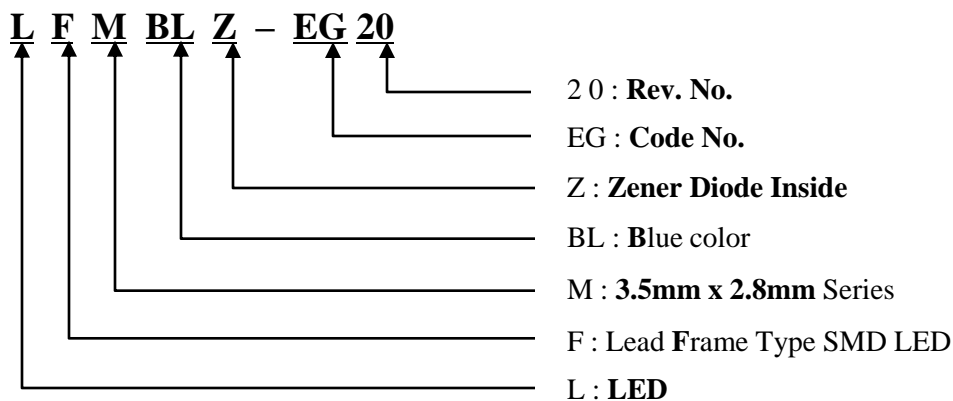 L F M BL Z – EG 20
2 0 : Rev. No.
EG : Code No.
Z : Zener Diode Inside
BL : Blue color
M : 3.5mm x 2.8mm Series
F : Lead Frame Type SMD LED
L : LED